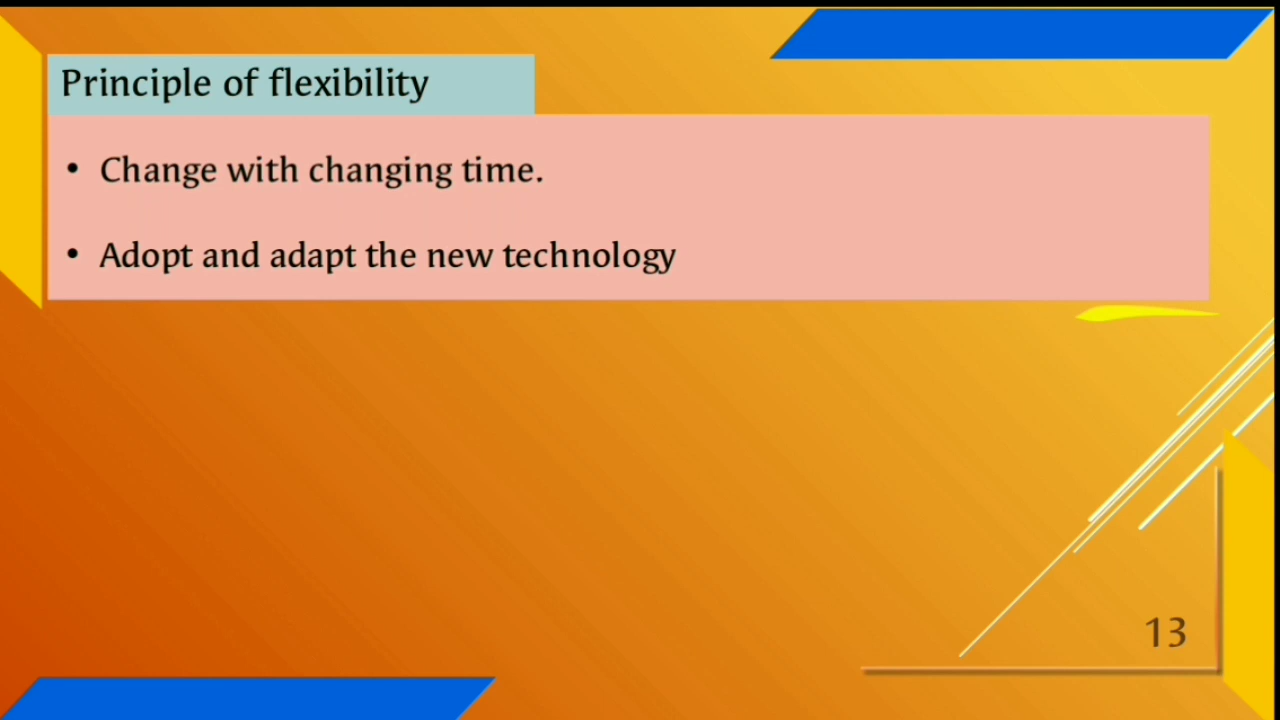 Principle of flexibility
• Change with changing time.
• Adopt and adapt the new technology
13